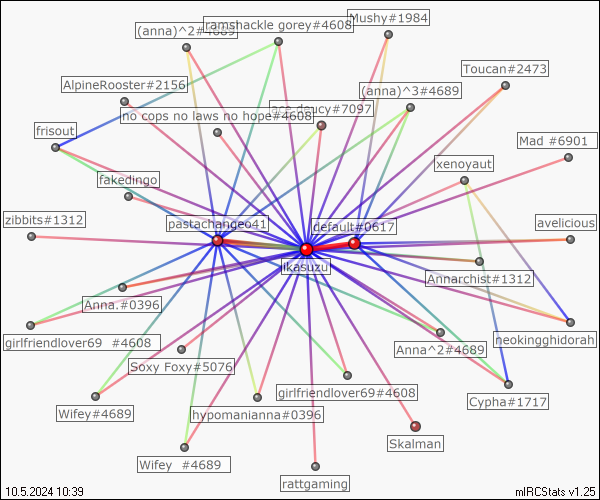 (anna)^2#4689
ramshackle gorey#4608
Mushy#1984
Toucan#2473
AlpineRooster#2156
(anna)^3#4689
no cops no laws no hope#4608
ace_deucy#7097
frisout
Mad #6901
xenoyaut
fakedingo
zibbits#1312
pastachangeo41
default#0617
avelicious
ikasuzu
Annarchist#1312
Anna.#0396
girlfriendlover69 #4608
Anna^2#4689
neokingghidorah
Soxy Foxy#5076
girlfriendlover69#4608
Cypha#1717
Wifey#4689
hypomanianna#0396
Skalman
Wifey #4689
rattgaming
10.5.2024 10:39
mIRCStats v1.25